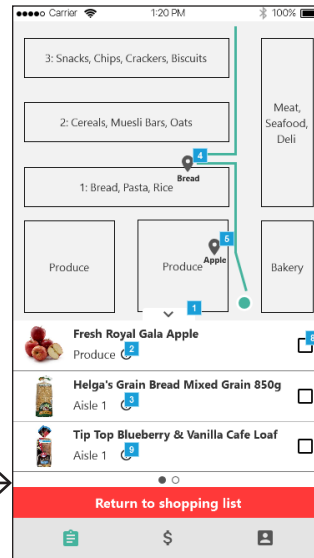 Carrier 1:20 PM 100%
3: Snacks, Chips, Crackers, Biscuits
2: Cereals, Muesli Bars, Oats
Meat,
Seafood,
Deli
4
Bread
1: Bread, Pasta, Rice
5
Apple
Produce
Produce
Bakery
1
Fresh Royal Gala Apple
Produce 2
Helga's Grain Bread Mixed Grain 850g
Aisle 1 3
Tip Top Blueberry & Vanilla Cafe Loaf
Aisle 1 9
Return to shopping list
$